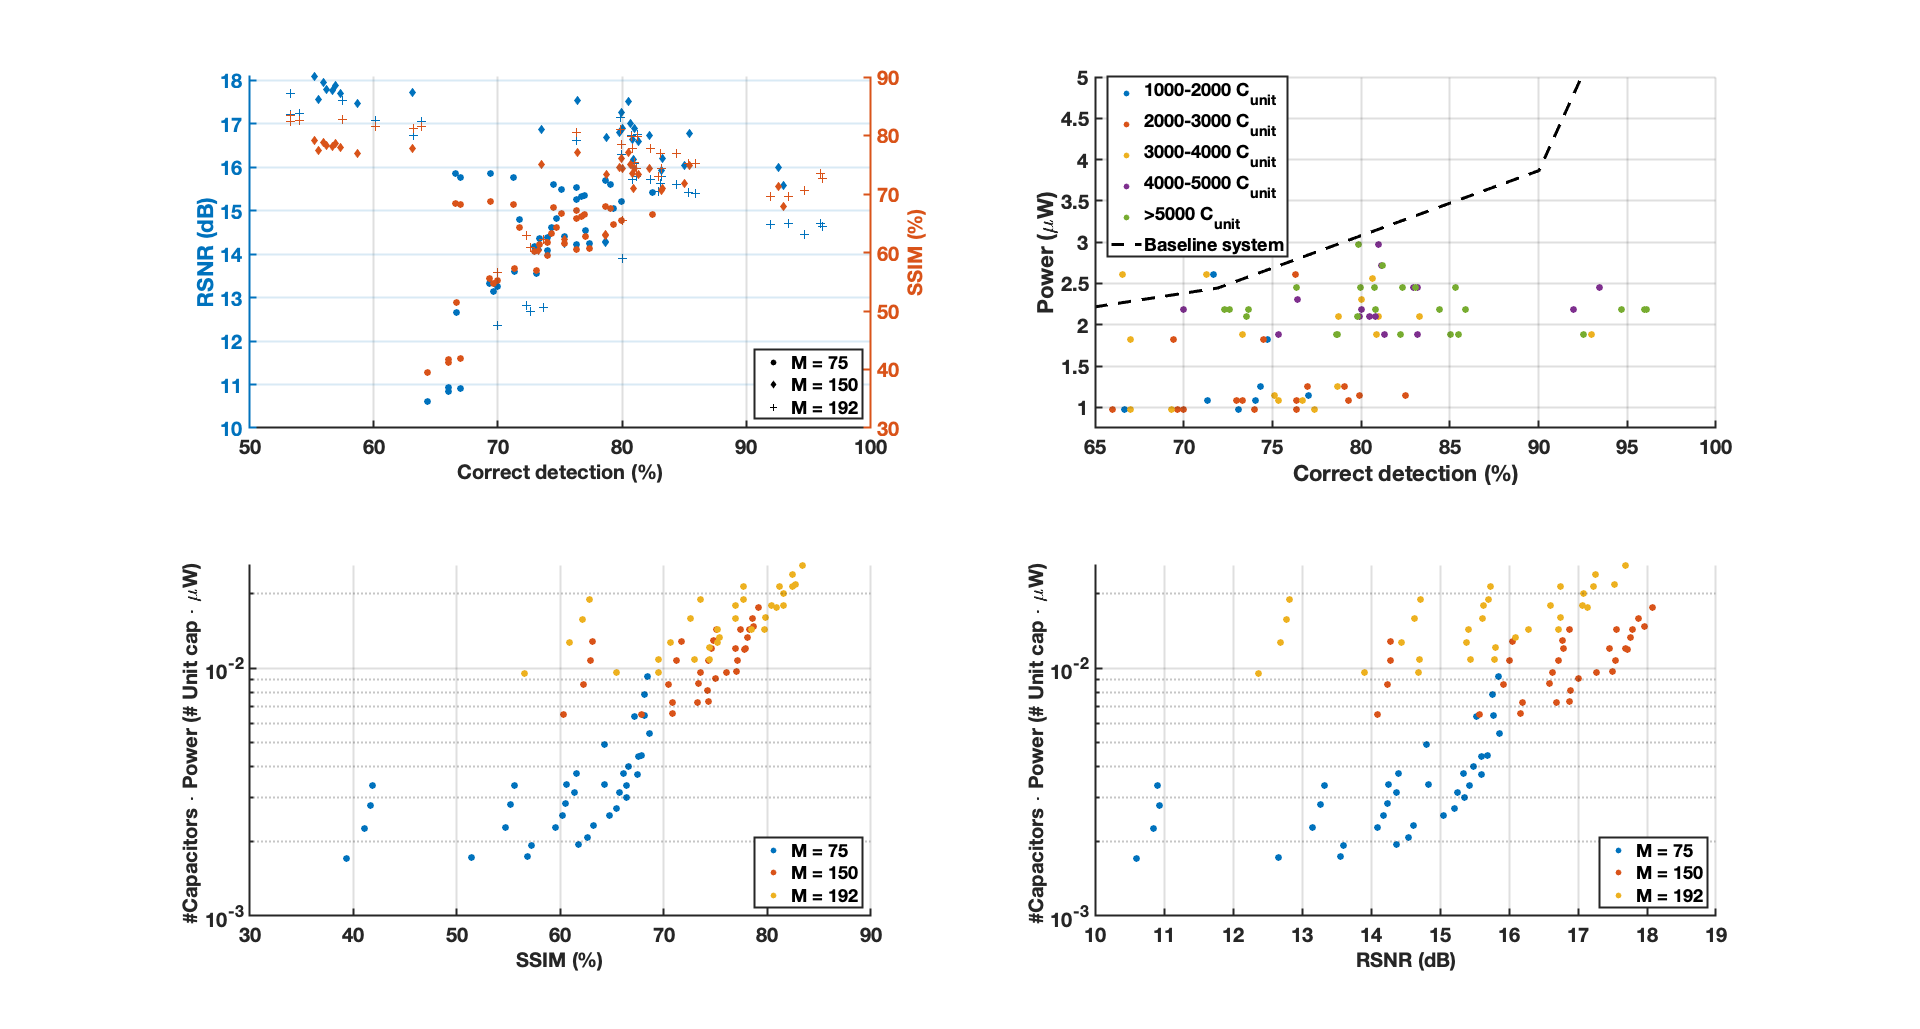 18
17
16
15
14
13
12
11
10
RSNR (dB)
90
80
70
60
50
40
30
SSIM (%)
M = 75
M = 150
M = 192
50 60 70 80 90 100
Correct detection (%)
5
4.5
4
3.5
3
2.5
2
1.5
1
Power (μW)
1000-2000 Cunit
2000-3000 Cunit
3000-4000 Cunit
4000-5000 Cunit
>5000 Cunit
Baseline system
65 70 75 80 85 90 95 100
Correct detection (%)
#Capacitors · Power (# Unit cap · μW)
10-2
10-3
M = 75
M = 150
M = 192
30 40 50 60 70 80 90
SSIM (%)
#Capacitors · Power (# Unit cap · μW)
10-2
10-3
M = 75
M = 150
M = 192
10 11 12 13 14 15 16 17 18 19
RSNR (dB)